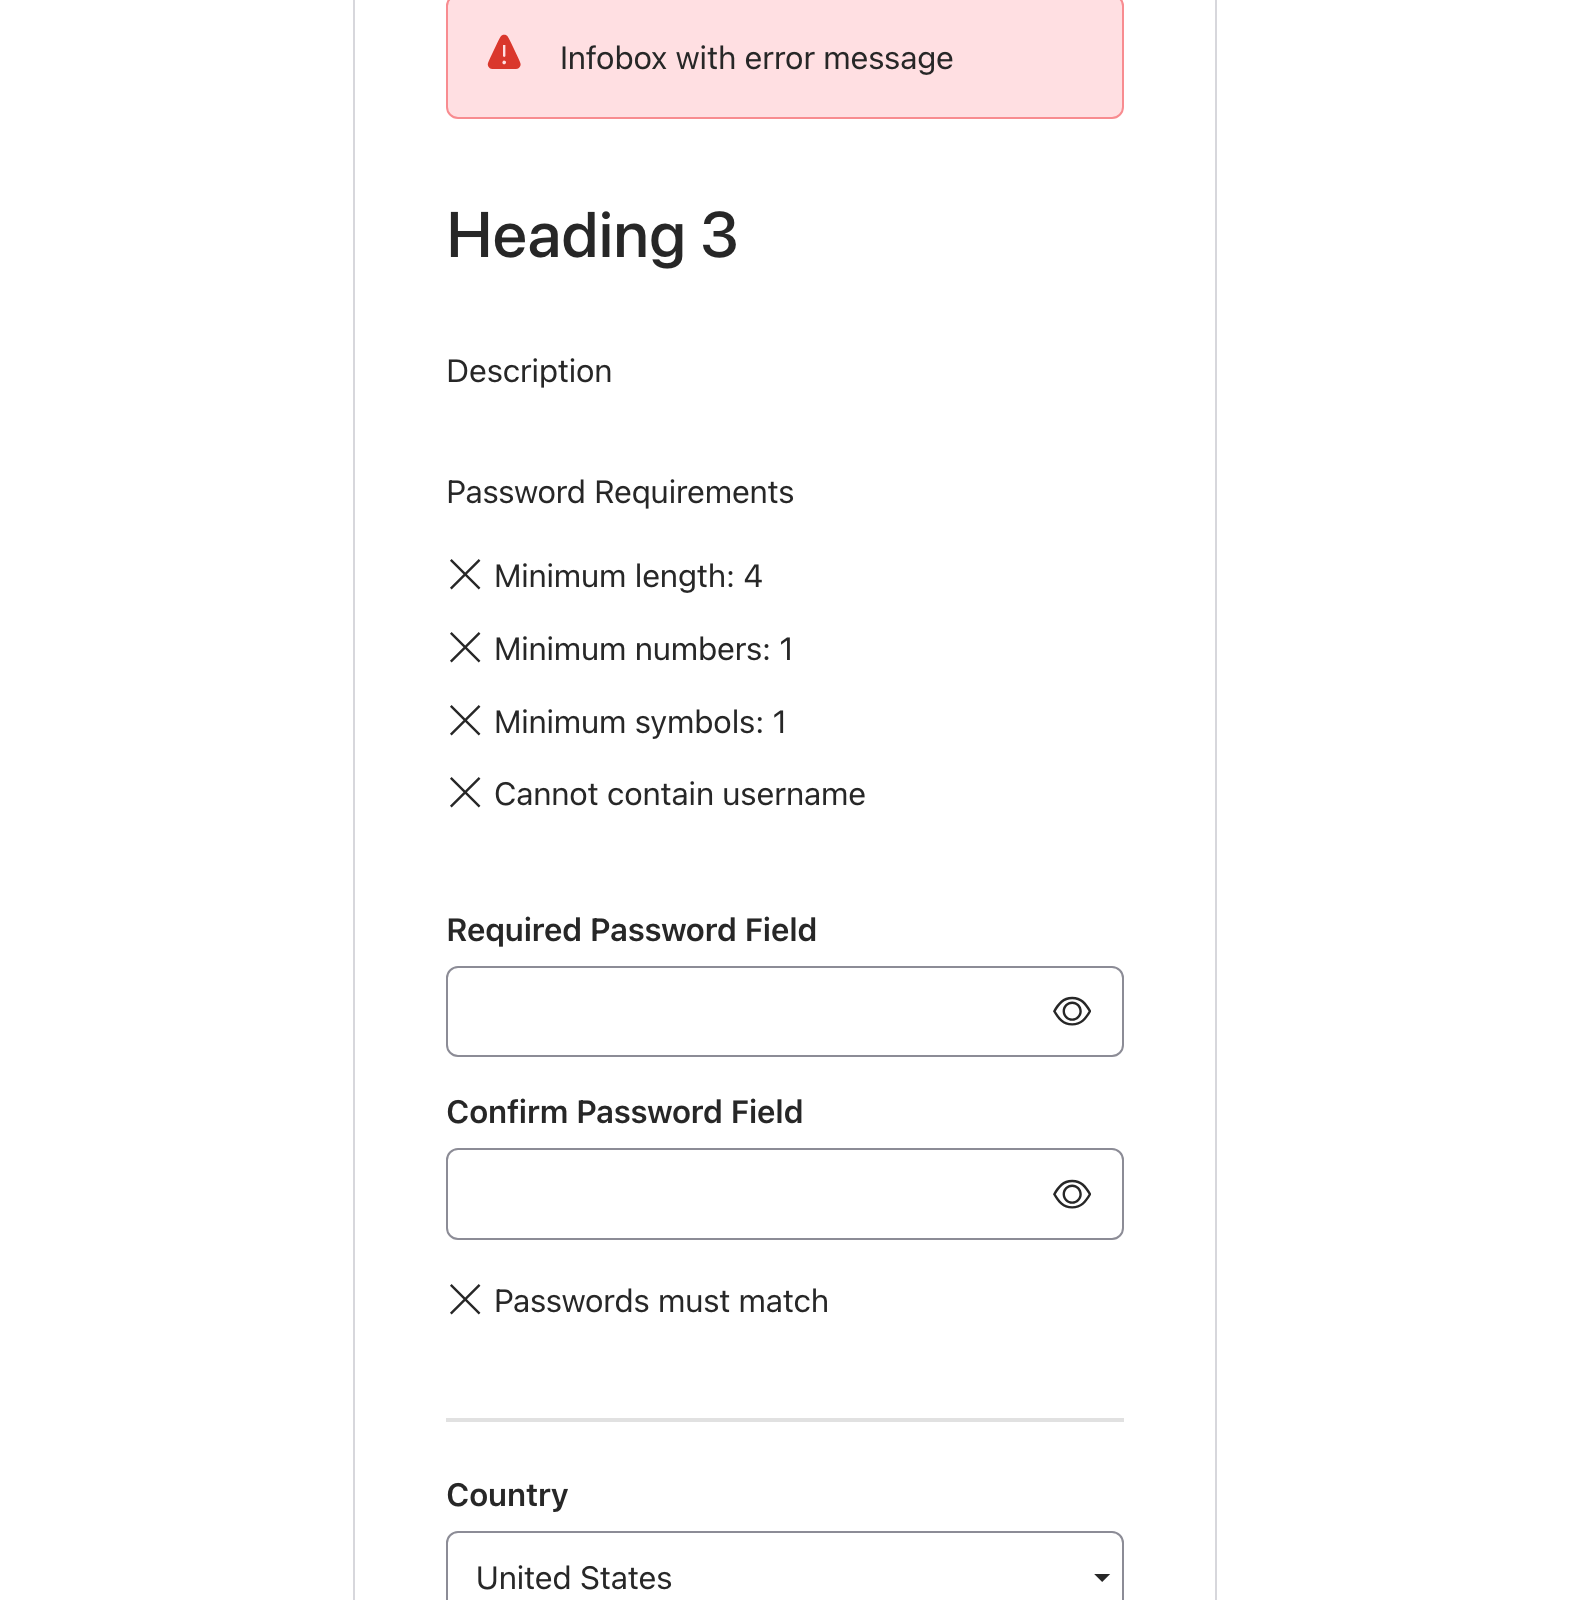 Infobox with error message
Heading 3
Description
Password Requirements
Minimum length: 4
Minimum numbers: 1
Minimum symbols: 1
Cannot contain username
Required Password Field
Confirm Password Field
Passwords must match
Country
United States